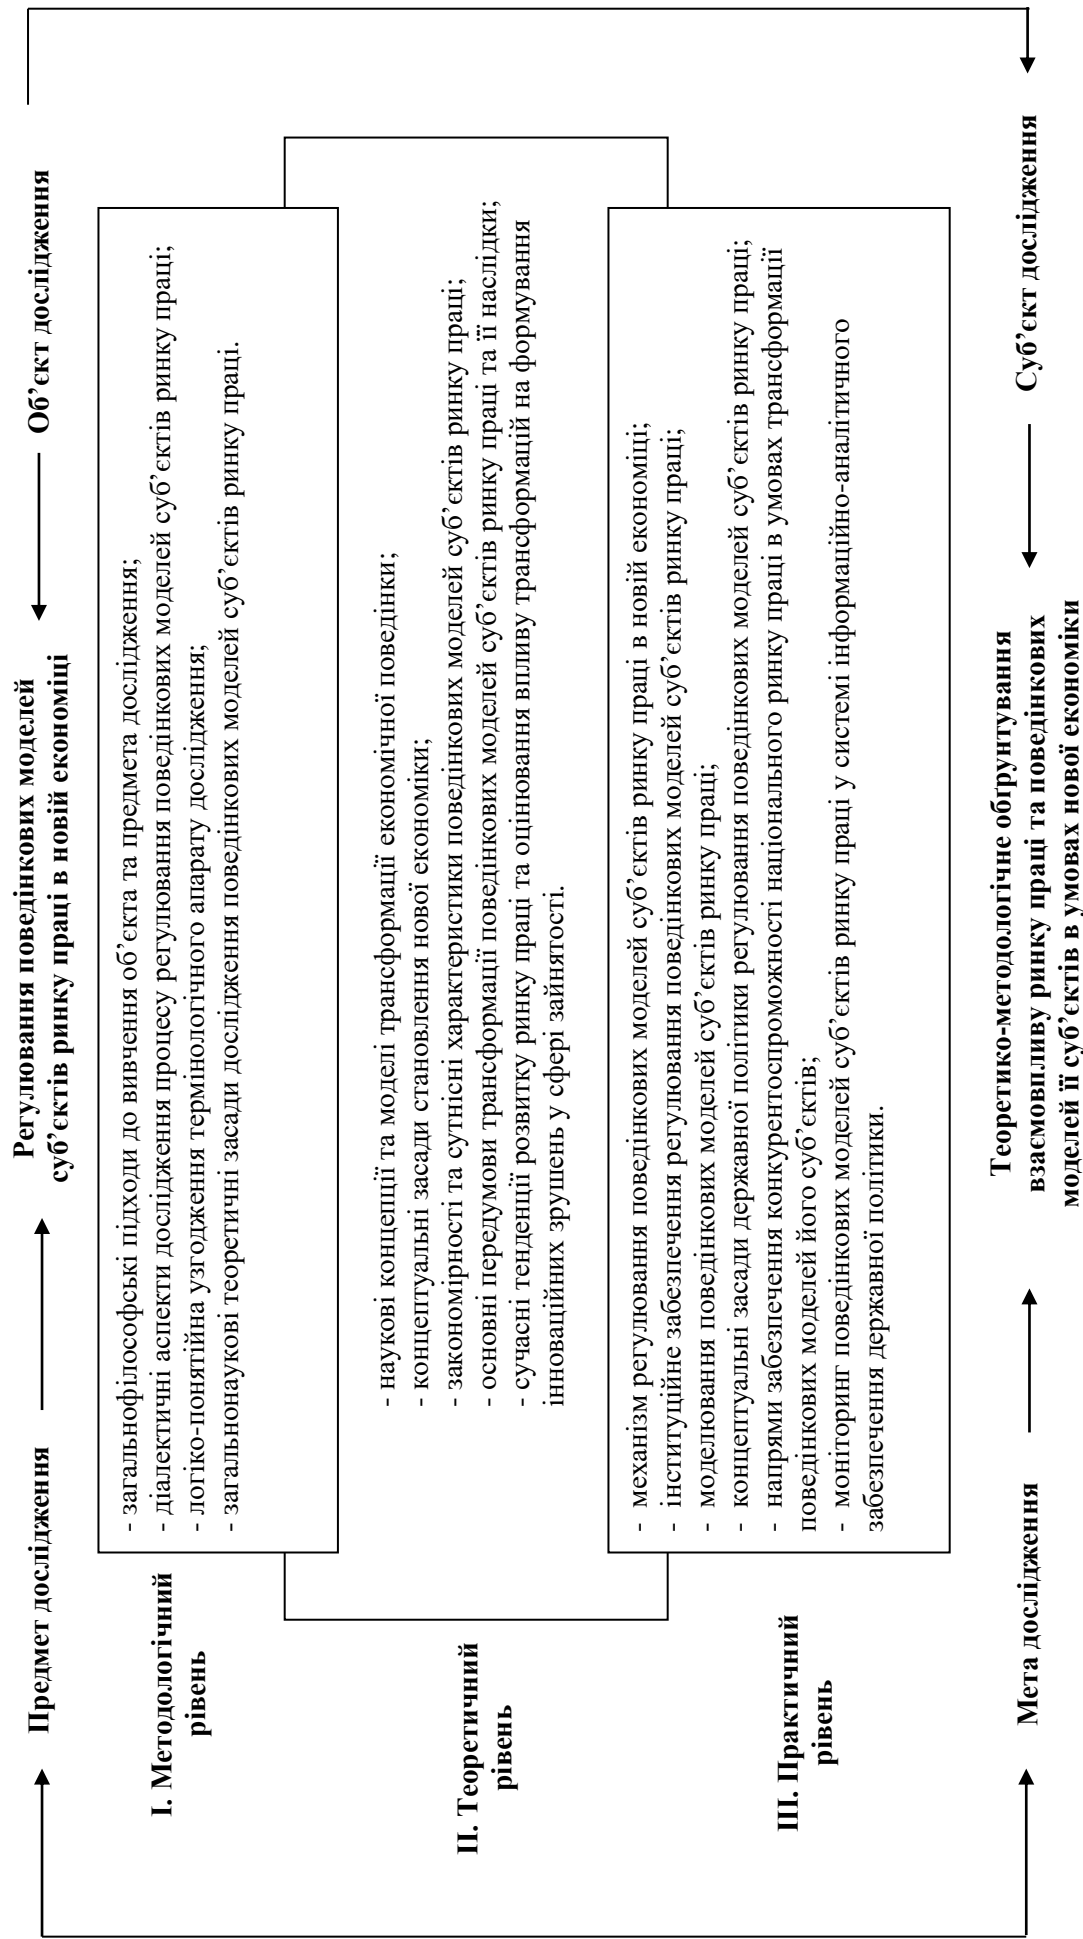 Предмет дослідження
Регулювання поведінкових моделей
суб’єктів ринку праці в новій економіці
Об’єкт дослідження
І. Методологічний
рівень
- загальнофілософські підходи до вивчення об’єкта та предмета дослідження;
- діалектичні аспекти дослідження процесу регулювання поведінкових моделей суб’єктів ринку праці;
- логіко-понятійна узгодження термінологічного апарату дослідження;
- загальнонаукові теоретичні засади дослідження поведінкових моделей суб’єктів ринку праці.
ІІ. Теоретичний
рівень
- наукові концепції та моделі трансформації економічної поведінки;
- концептуальні засади становлення нової економіки;
- закономірності та сутнісні характеристики поведінкових моделей суб’єктів ринку праці;
- основні передумови трансформації поведінкових моделей суб’єктів ринку праці та її наслідки;
- сучасні тенденції розвитку ринку праці та оцінювання впливу трансформацій на формування
інноваційних зрушень у сфері зайнятості.
ІІІ. Практичний
рівень
- механізм регулювання поведінкових моделей суб’єктів ринку праці в новій економіці;
- інституційне забезпечення регулювання поведінкових моделей суб’єктів ринку праці;
- моделювання поведінкових моделей суб’єктів ринку праці;
- концептуальні засади державної політики регулювання поведінкових моделей суб’єктів ринку праці;
- напрями забезпечення конкурентоспроможності національного ринку праці в умовах трансформації
поведінкових моделей його суб’єктів;
- моніторинг поведінкових моделей суб’єктів ринку праці у системі інформаційно-аналітичного
забезпечення державної політики.
Мета дослідження
Теоретико-методологічне обґрунтування
взаємовпливу ринку праці та поведінкових
моделей її суб’єктів в умовах нової економіки
Суб’єкт дослідження